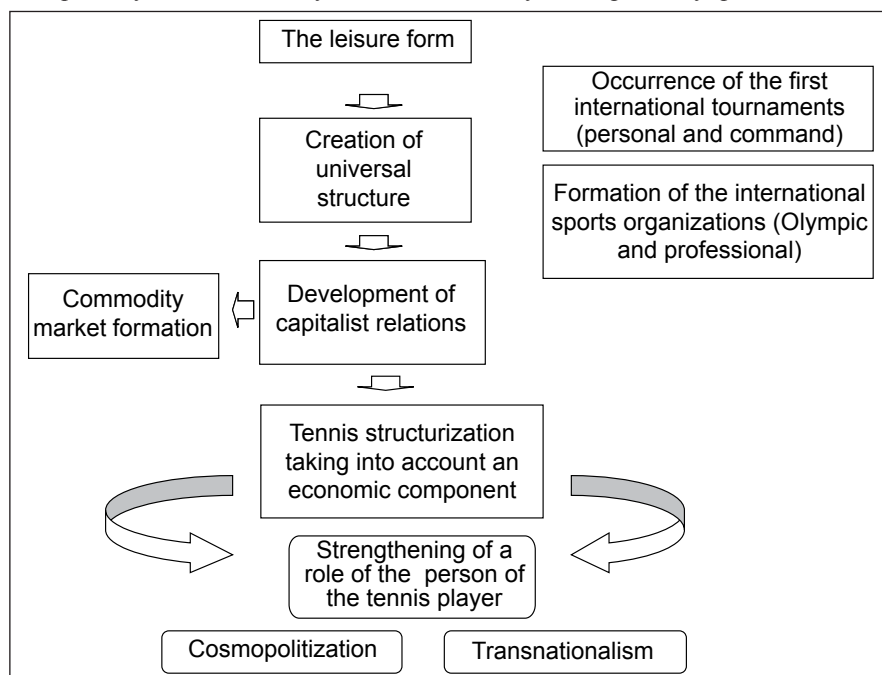 The leisure form
Occurrence of the first
international tournaments
(personal and command)
Creation of
universal
structure
Formation of the international
sports organizations (Olympic
and professional)
Commodity
market formation
Development of
capitalist relations
Tennis structurization
taking into account an
economic component
Strengthening of a
role of the person of
the tennis player
Cosmopolitization
Transnationalism